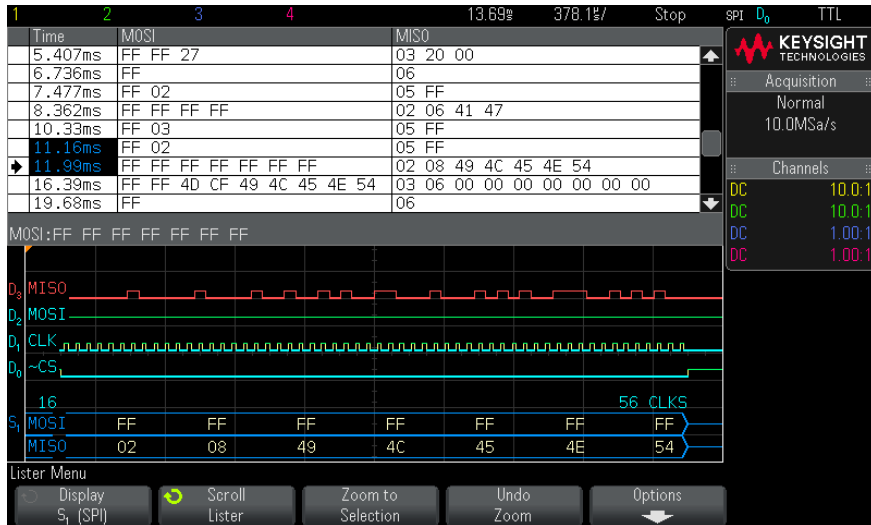 1 2 3 4 13.69ms 378.1µs/ Stop SPI D0 TTL
Time MOSI MISO
5.407ms FF FF 27 03 20 00
6.736ms FF 06
7.477ms FF 02 05 FF
8.362ms FF FF FF FF 02 06 41 47
10.33ms FF 03 05 FF
11.16ms FF 02 05 FF
11.99ms FF FF FF FF FF FF FF 02 08 49 4C 45 4E 54
16.39ms FF FF 4D CF 49 4C 45 4E 54 03 06 00 00 00 00 00 00 00 00
19.68ms FF 06
MOSI:FF FF FF FF FF FF FF
D3 MISO
D2 MOSI
D1 CLK
D0 ~CS
16 56 CLKS
S1 MOSI FF FF FF FF FF FF FF
MISO 02 08 49 4C 45 4E 54
Lister Menu
Display Scroll Zoom to Undo Options
S1 (SPI) Lister Selection Zoom
KEYSIGHT
TECHNOLOGIES
Acquisition
Normal
10.0MSa/s
Channels
DC 10.0:1
DC 10.0:1
DC 1.00:1
DC 1.00:1